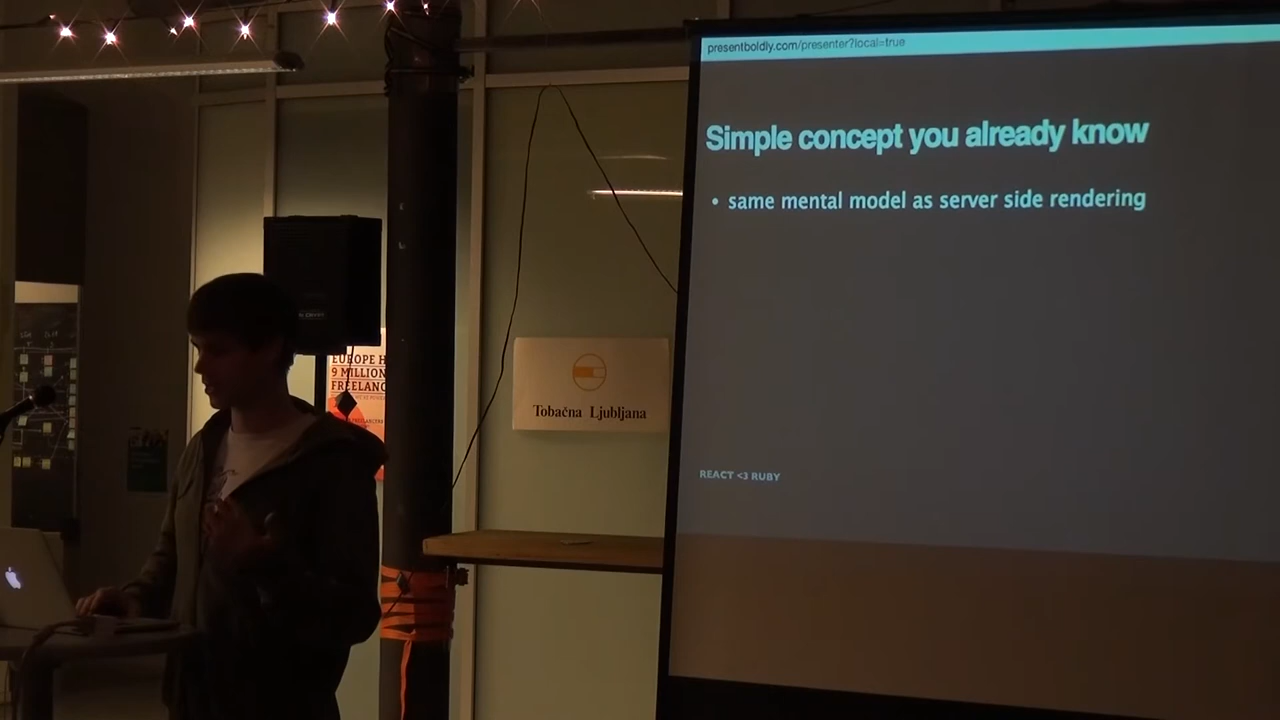 presentboldly.com/presenter?local=true
Simple concept you already know
• same mental model as server side rendering
REACT <3 RUBY
EUROPE H
9 MILLION
FREELANC
Tobačna Ljubljana